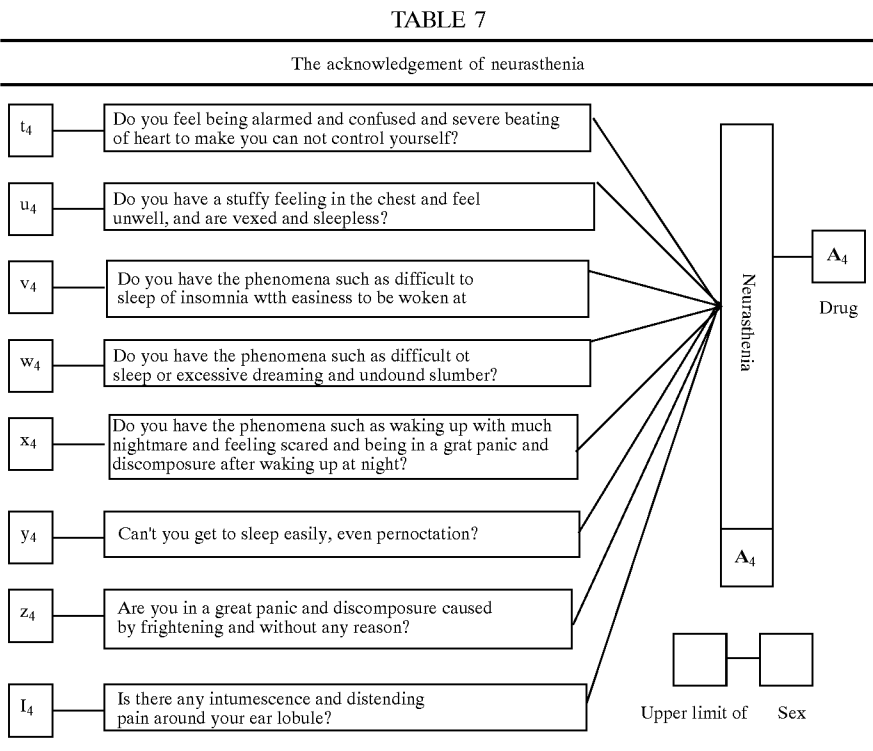 TABLE 7
The acknowledgement of neurasthenia
t4
Do you feel being alarmed and confused and severe beating
of heart to make you can not control yourself?
u4
Do you have a stuffy feeling in the chest and feel
unwell, and are vexed and sleepless?
v4
Do you have the phenomena such as difficult to
sleep of insomnia wtth easiness to be woken at
w4
Do you have the phenomena such as difficult ot
sleep or excessive dreaming and undound slumber?
x4
Do you have the phenomena such as waking up with much
nightmare and feeling scared and being in a grat panic and
discomposure after waking up at night?
y4
Can't you get to sleep easily, even pernoctation?
z4
Are you in a great panic and discomposure caused
by frightening and without any reason?
I4
Is there any intumescence and distending
pain around your ear lobule?
Neurasthenia
A4
A4
Drug
Upper limit of
Sex